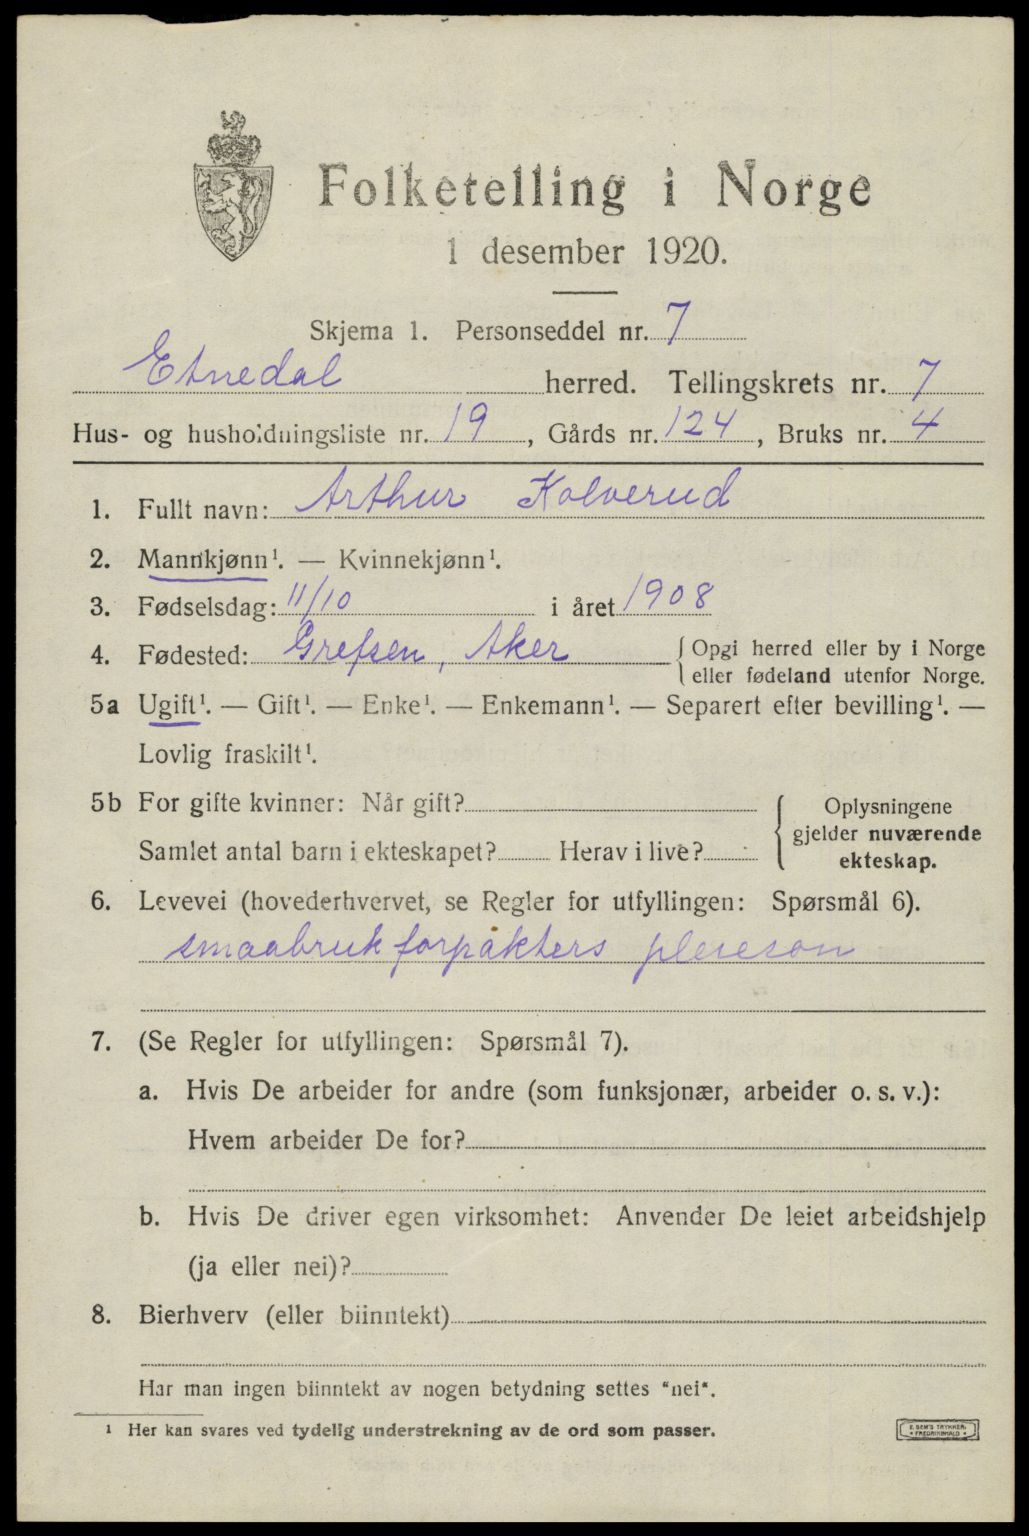 Folketelling i Norge
1 desember 1920.
Skjema 1. Personseddel nr. 7
Etnedal herred. Tellingskrets nr. 7
Hus- og husholdningsliste nr. 19, Gårds nr. 124, Bruks nr. 4
1. Fullt navn: Arthur Kolverud
2. Mannkjønn¹. — Kvinnekjønn¹.
3. Fødselsdag: 11/10 i året 1908
4. Fødested: Grefsen, Aker { Opgi herred eller by i Norge
eller fødeland utenfor Norge.
5a Ugift¹. — Gift¹. — Enke¹. — Enkemann¹. — Separert efter bevilling¹. —
Lovlig fraskilt¹.
5b For gifte kvinner: Når gift?
Samlet antal barn i ekteskapet? Herav i live?
Oplysningene
gjelder nuværende
ekteskap.
6. Levevei (hovederhvervet, se Regler for utfyllingen: Spørsmål 6).
smaabruk forpakters pleieson
7. (Se Regler for utfyllingen: Spørsmål 7).
a. Hvis De arbeider for andre (som funksjonær, arbeider o. s. v.):
Hvem arbeider De for?
b. Hvis De driver egen virksomhet: Anvender De leiet arbeidshjelp
(ja eller nei)?
8. Bierhverv (eller biinntekt)
Har man ingen biinntekt av nogen betydning settes "nei".
¹ Her kan svares ved tydelig understrekning av de ord som passer.
E. SEM'S TRYKKERI
• FREDRIKSHALD •